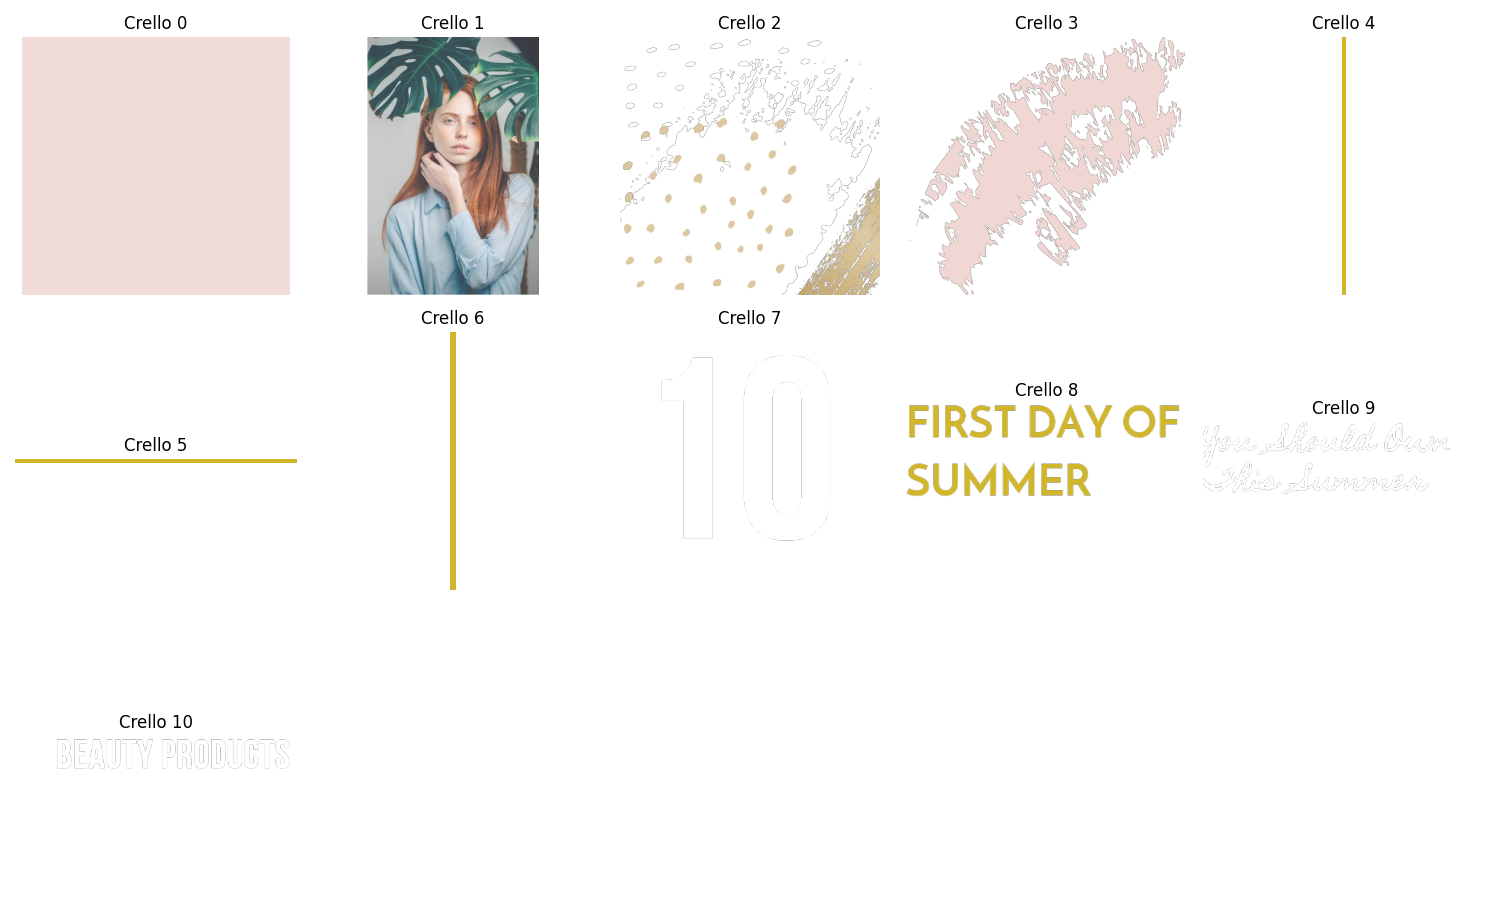 Crello 0
Crello 1
Crello 2
Crello 3
Crello 4
Crello 5
Crello 6
Crello 7
10
Crello 8
FIRST DAY OF
SUMMER
Crello 9
You Should Own
This Summer
Crello 10
BEAUTY PRODUCTS